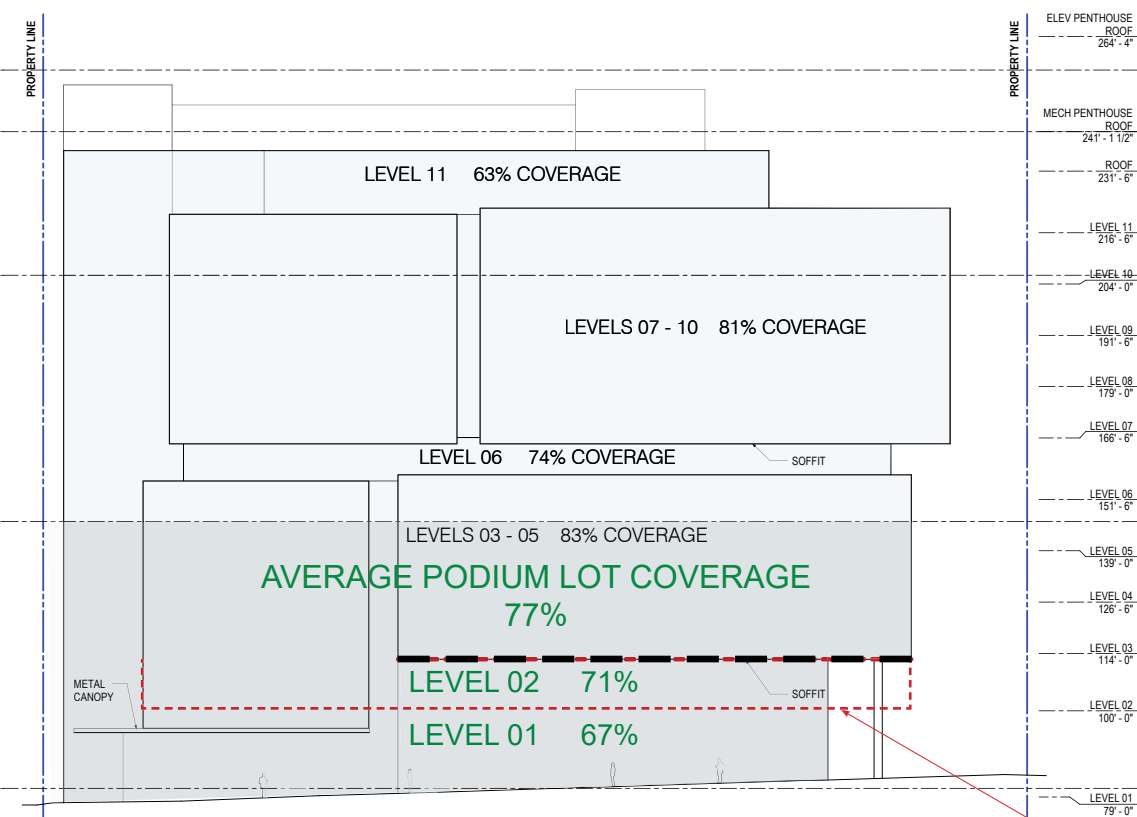 PROPERTY LINE
PROPERTY LINE
ELEV PENTHOUSE
ROOF
264' - 4"
MECH PENTHOUSE
ROOF
241' - 1 1/2"
ROOF
231' - 6"
LEVEL 11
216' - 6"
LEVEL 10
204' - 0"
LEVEL 09
191' - 6"
LEVEL 08
179' - 0"
LEVEL 07
166' - 6"
LEVEL 06
151' - 6"
LEVEL 05
139' - 0"
LEVEL 04
126' - 6"
LEVEL 03
114' - 0"
LEVEL 02
100' - 0"
LEVEL 01
79' - 0"
LEVEL 11 63% COVERAGE
LEVELS 07 - 10 81% COVERAGE
LEVEL 06 74% COVERAGE
SOFFIT
LEVELS 03 - 05 83% COVERAGE
AVERAGE PODIUM LOT COVERAGE
77%
LEVEL 02 71%
SOFFIT
METAL
CANOPY
LEVEL 01 67%